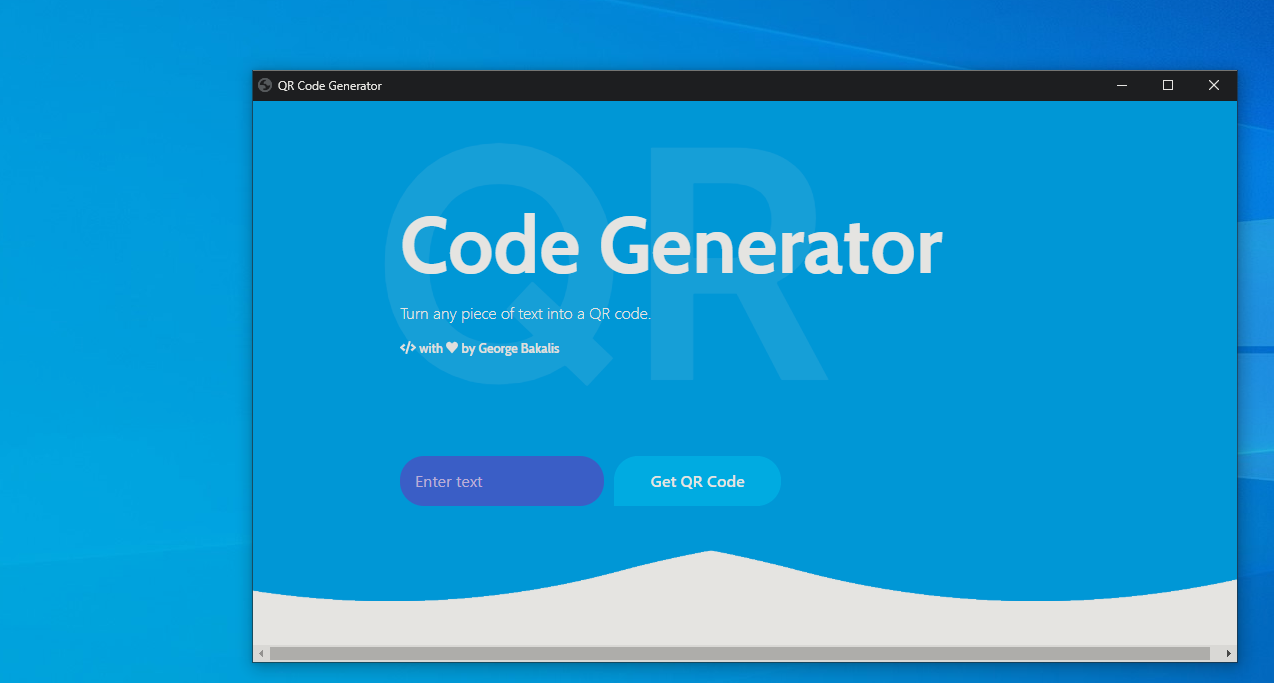 QR Code Generator
QR
Code Generator
Turn any piece of text into a QR code.
</> with ♥ by George Bakalis
Enter text
Get QR Code